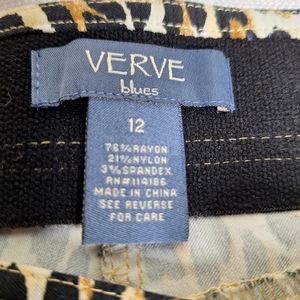 VERVE
blues
12
76% RAYON
21% NYLON
3% SPANDEX
RN#114186
MADE IN CHINA
SEE REVERSE
FOR CARE